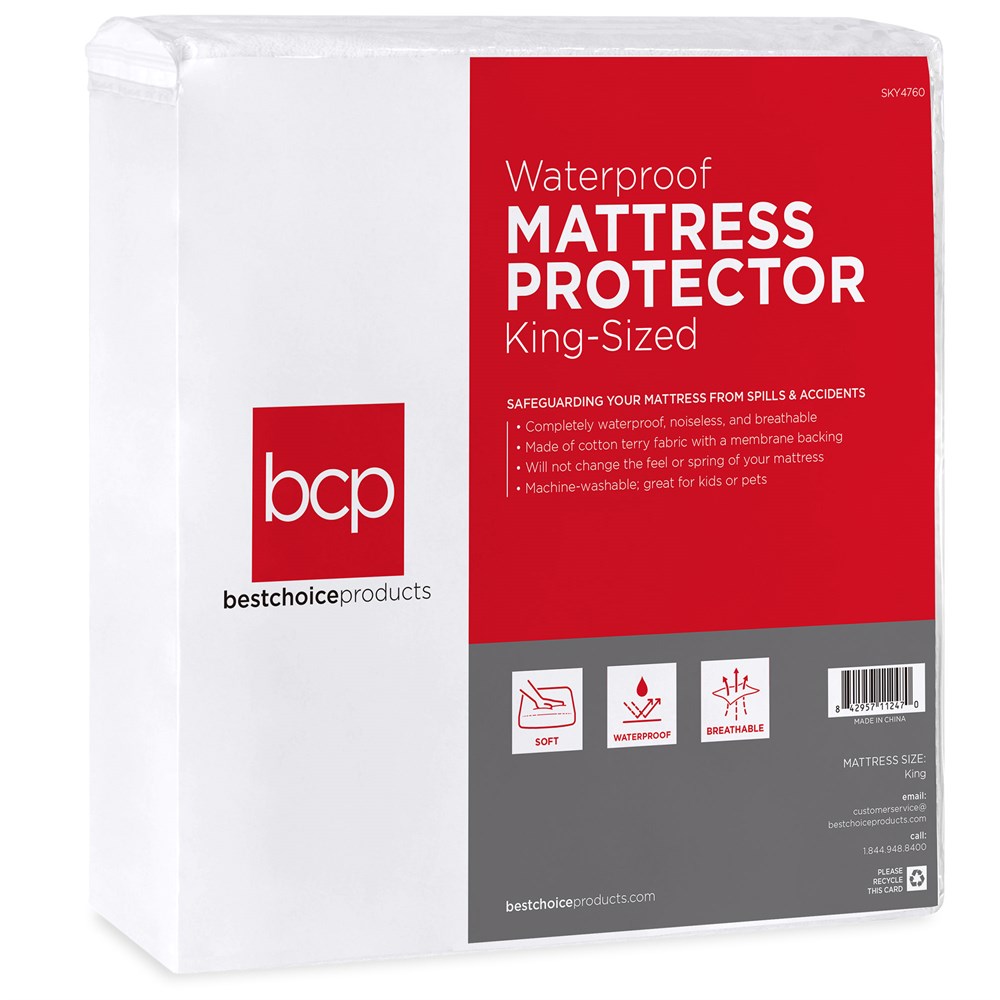 SKY4760
Waterproof
MATTRESS
PROTECTOR
King-Sized
SAFEGUARDING YOUR MATTRESS FROM SPILLS & ACCIDENTS
• Completely waterproof, noiseless, and breathable
• Made of cotton terry fabric with a membrane backing
• Will not change the feel or spring of your mattress
• Machine-washable; great for kids or pets
bcp
bestchoiceproducts
SOFT
WATERPROOF
BREATHABLE
8 42957 11247 0
MADE IN CHINA
MATTRESS SIZE:
King
email:
customerservice@
bestchoiceproducts.com
call:
1.844.948.8400
PLEASE
RECYCLE
THIS CARD
bestchoiceproducts.com